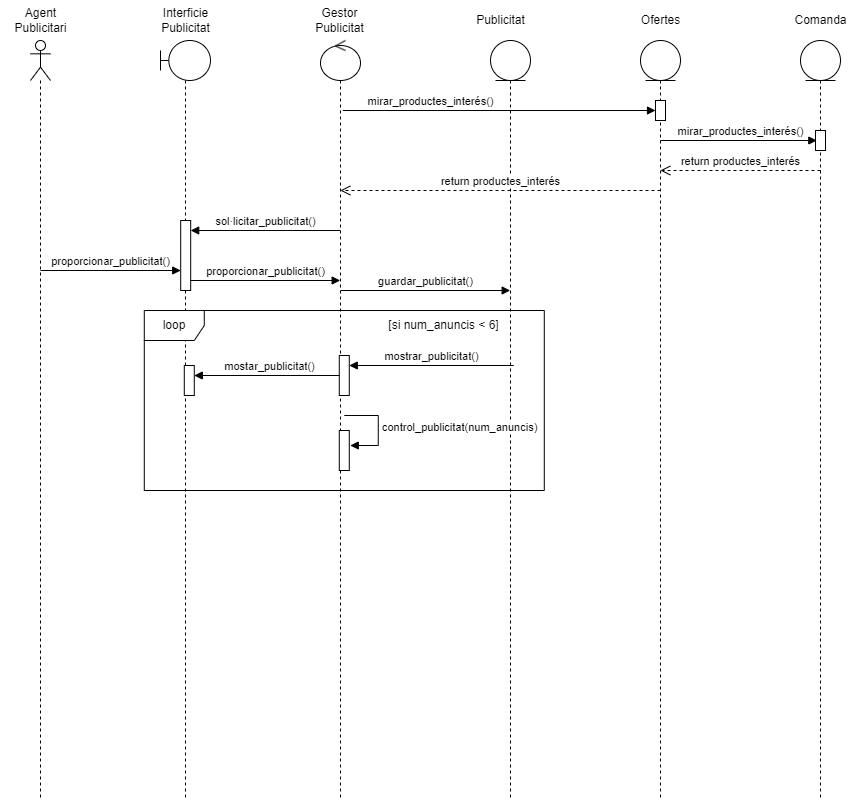 Agent
Publicitari
Interfície
Publicitat
Gestor
Publicitat
Publicitat
Ofertes
Comanda
mirar_productes_interés()
mirar_productes_interés()
return productes_interés
return productes_interés
sol·licitar_publicitat()
proporcionar_publicitat()
proporcionar_publicitat()
guardar_publicitat()
loop
[si num_anuncis < 6]
mostrar_publicitat()
mostar_publicitat()
control_publicitat(num_anuncis)